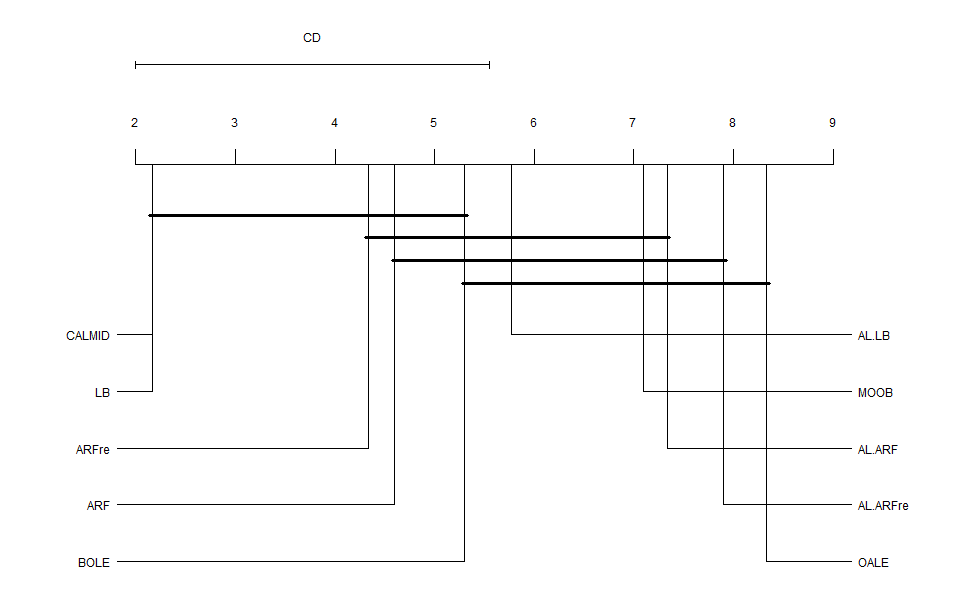 CD
2 3 4 5 6 7 8 9
CALMID AL.LB
LB MOOB
ARFre AL.ARF
ARF AL.ARFre
BOLE OALE